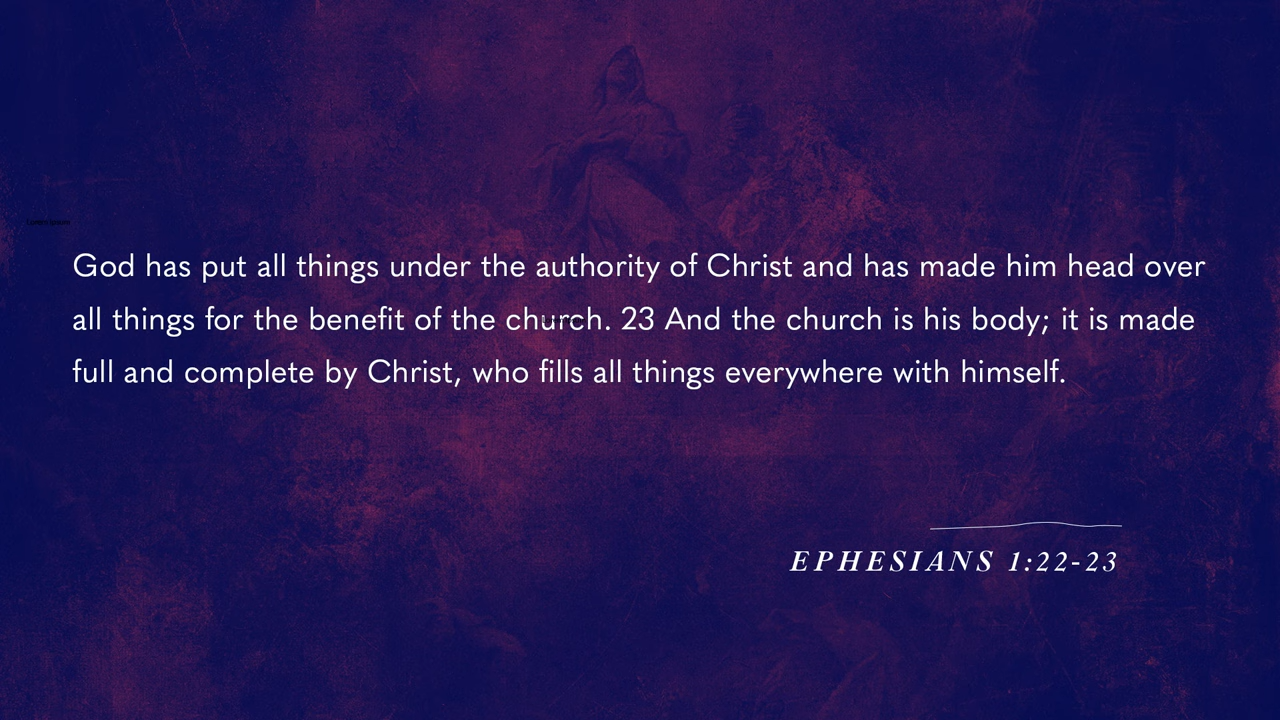 God has put all things under the authority of Christ and has made him head over
all things for the benefit of the church. 23 And the church is his body; it is made
full and complete by Christ, who fills all things everywhere with himself.
EPHESIANS 1:22-23